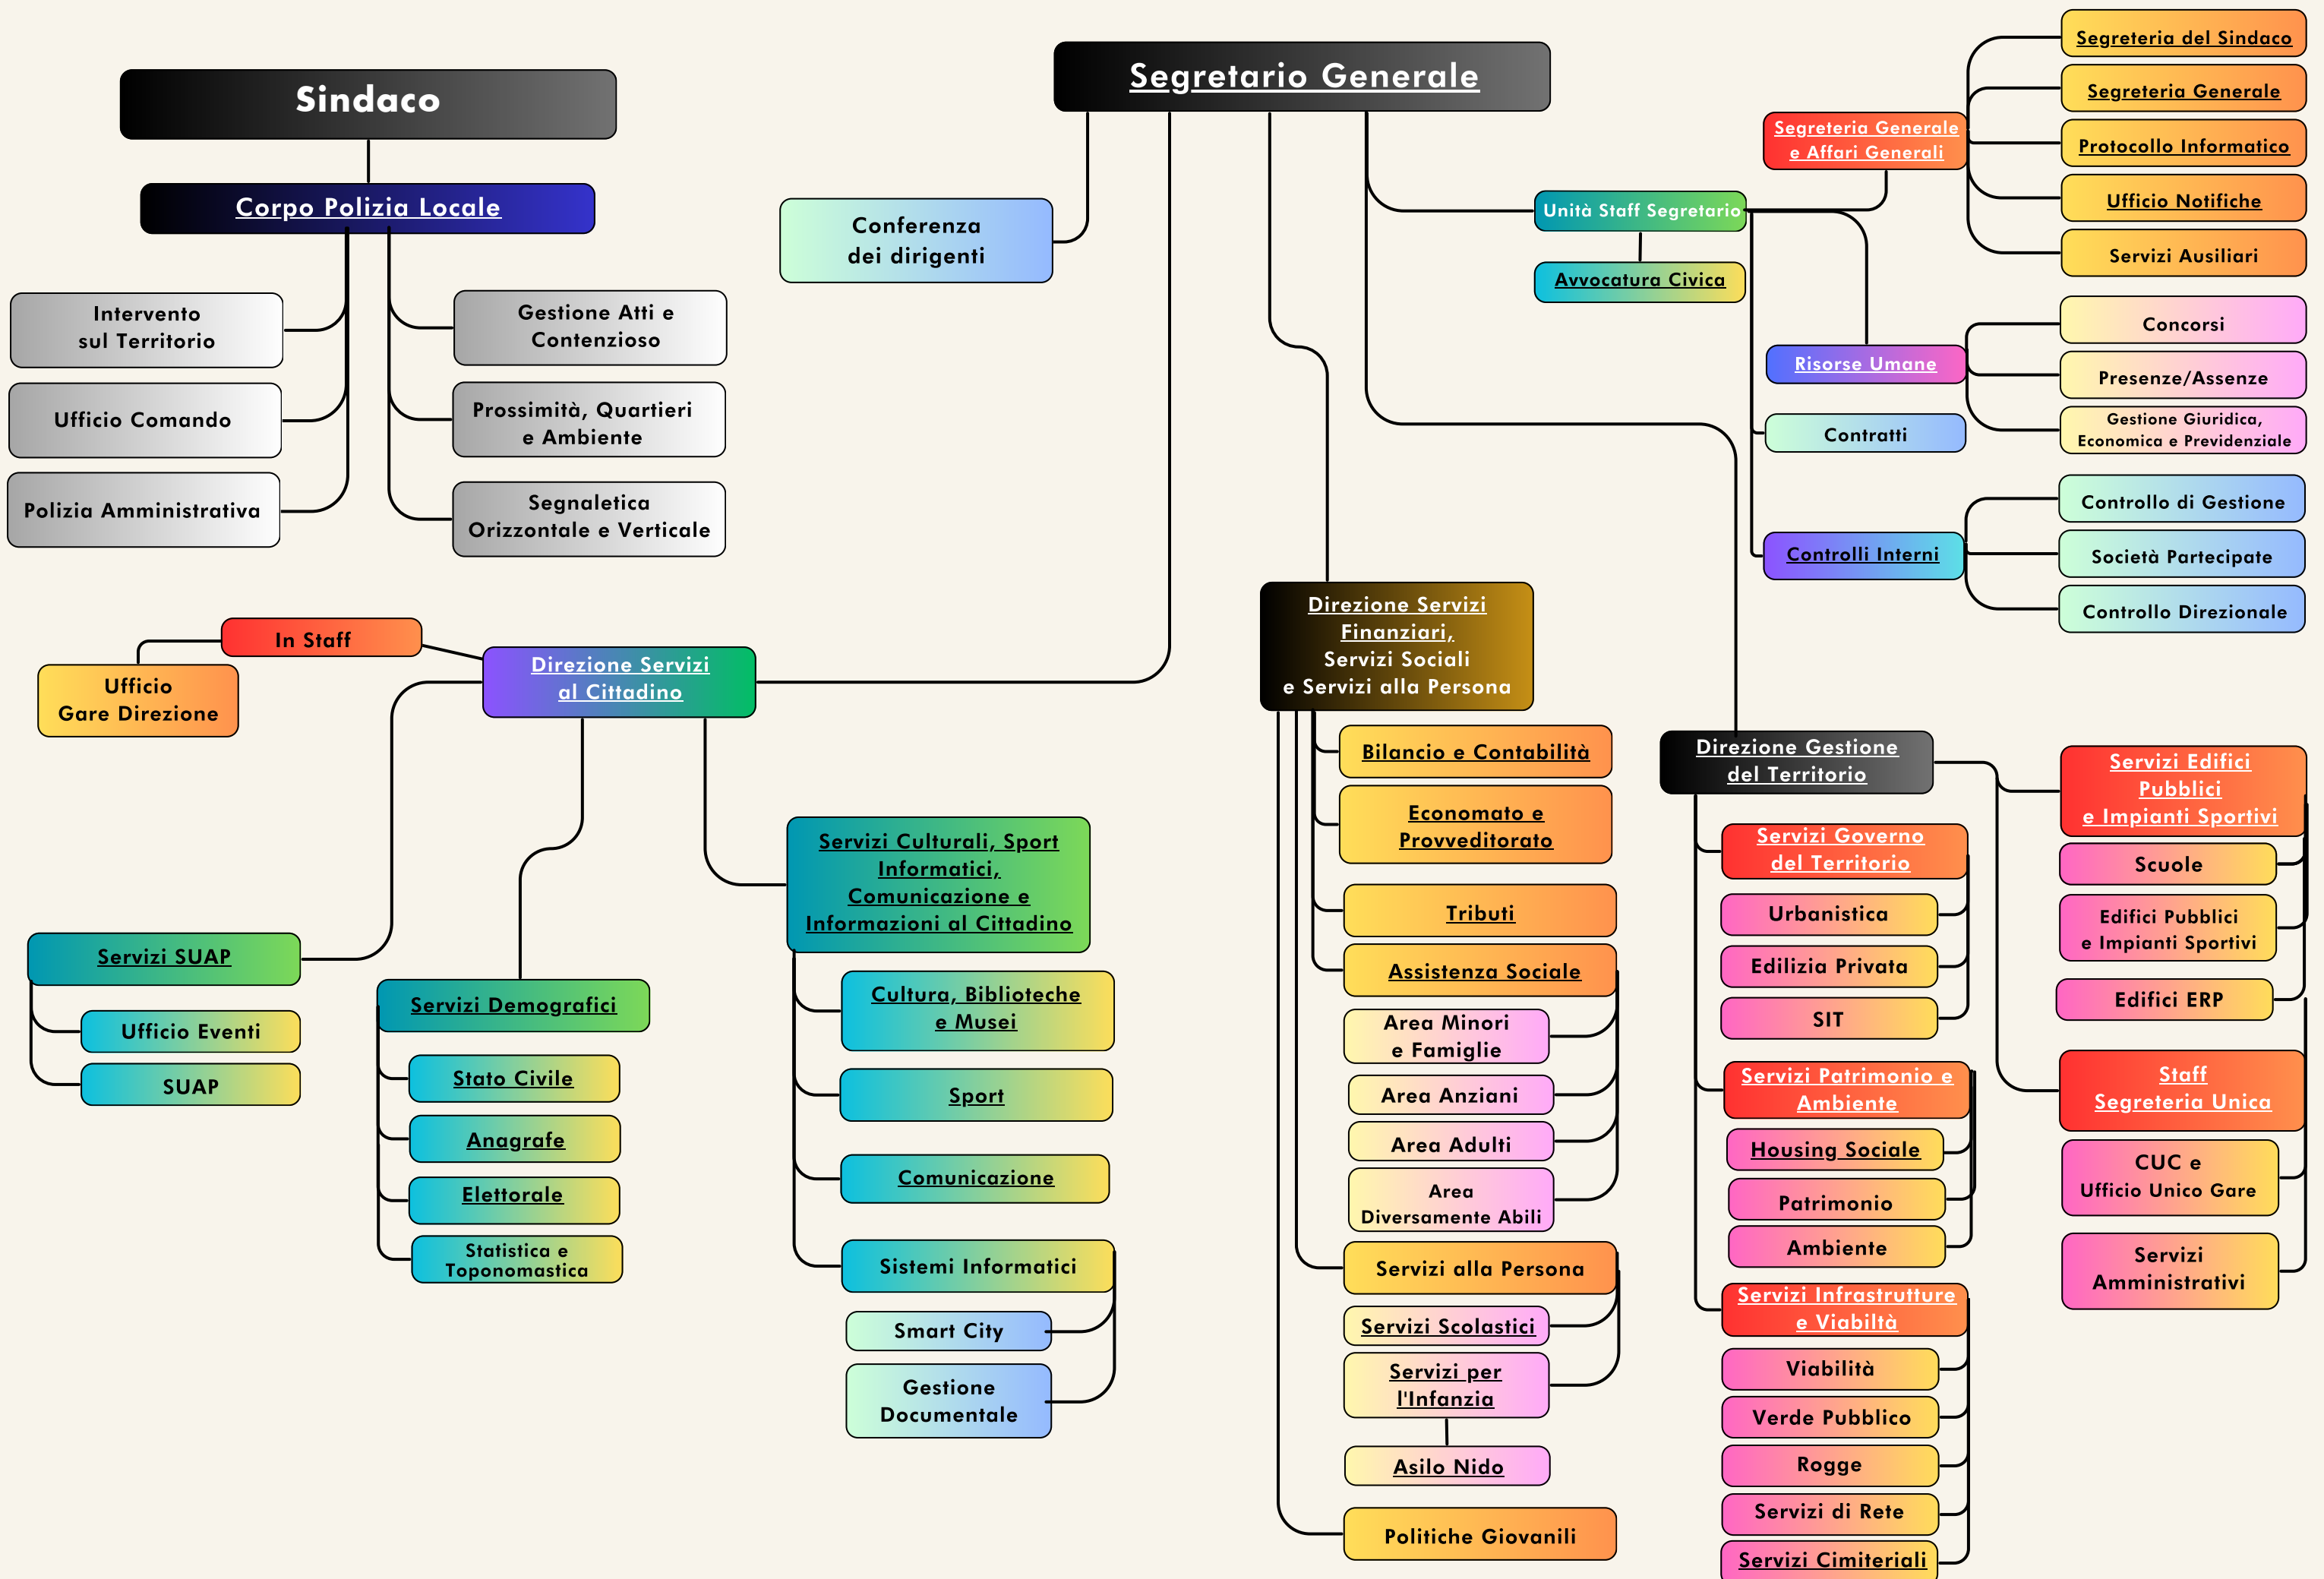 Sindaco
Corpo Polizia Locale
Intervento
sul Territorio
Ufficio Comando
Polizia Amministrativa
Gestione Atti e
Contenzioso
Prossimità, Quartieri
e Ambiente
Segnaletica
Orizzontale e Verticale
Segretario Generale
Conferenza
dei dirigenti
Unità Staff Segretario
Avvocatura Civica
Segreteria Generale
e Affari Generali
Segreteria del Sindaco
Segreteria Generale
Protocollo Informatico
Ufficio Notifiche
Servizi Ausiliari
Risorse Umane
Concorsi
Presenze/Assenze
Gestione Giuridica,
Economica e Previdenziale
Contratti
Controlli Interni
Controllo di Gestione
Società Partecipate
Controllo Direzionale
In Staff
Ufficio
Gare Direzione
Direzione Servizi
al Cittadino
Servizi SUAP
Ufficio Eventi
SUAP
Servizi Demografici
Stato Civile
Anagrafe
Elettorale
Statistica e
Toponomastica
Servizi Culturali, Sport
Informatici,
Comunicazione e
Informazioni al Cittadino
Cultura, Biblioteche
e Musei
Sport
Comunicazione
Sistemi Informatici
Smart City
Gestione
Documentale
Direzione Servizi
Finanziari,
Servizi Sociali
e Servizi alla Persona
Bilancio e Contabilità
Economato e
Provveditorato
Tributi
Assistenza Sociale
Area Minori
e Famiglie
Area Anziani
Area Adulti
Area
Diversamente Abili
Servizi alla Persona
Servizi Scolastici
Servizi per
l'Infanzia
Asilo Nido
Politiche Giovanili
Direzione Gestione
del Territorio
Servizi Governo
del Territorio
Urbanistica
Edilizia Privata
SIT
Servizi Patrimonio e
Ambiente
Housing Sociale
Patrimonio
Ambiente
Servizi Infrastrutture
e Viabiltà
Viabilità
Verde Pubblico
Rogge
Servizi di Rete
Servizi Cimiteriali
Servizi Edifici
Pubblici
e Impianti Sportivi
Scuole
Edifici Pubblici
e Impianti Sportivi
Edifici ERP
Staff
Segreteria Unica
CUC e
Ufficio Unico Gare
Servizi
Amministrativi